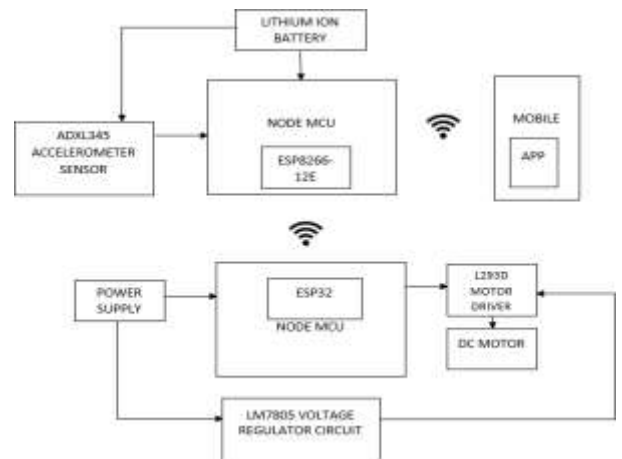 LITHIUM ION
BATTERY
NODE MCU
ESP8266-
12E
ADXL345
ACCELEROMETER
SENSOR
MOBILE
APP
POWER
SUPPLY
ESP32
NODE MCU
L293D
MOTOR
DRIVER
DC MOTOR
LM7805 VOLTAGE
REGULATOR CIRCUIT